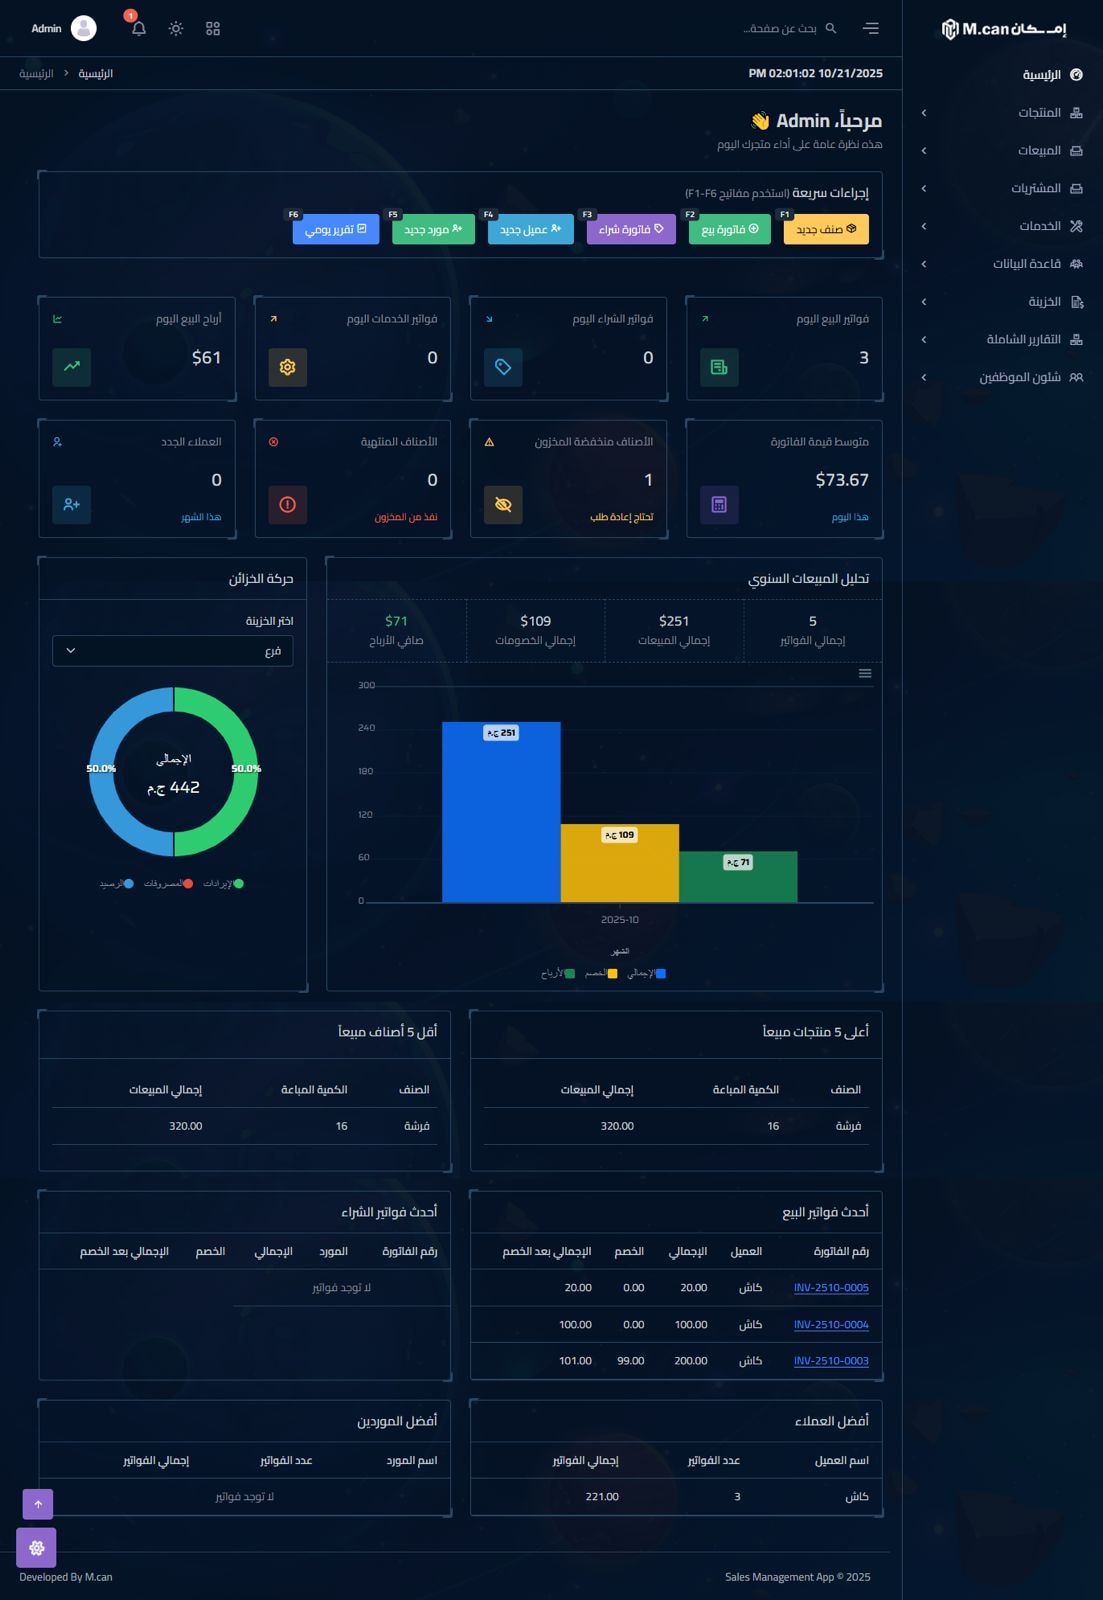 إمـكان M.can
بحث عن صفحة...
1
Admin
الرئيسية
المنتجات
المبيعات
المشتريات
الخدمات
قاعدة البيانات
الخزينة
التقارير الشاملة
شئون الموظفين
10/21/2025 02:01:02 PM
الرئيسية
الرئيسية
مرحباً، Admin 👋
هذه نظرة عامة على أداء متجرك اليوم
إجراءات سريعة (استخدم مفاتيح F1-F6)
F1 صنف جديد
F2 فاتورة بيع
F3 فاتورة شراء
F4 عميل جديد
F5 مورد جديد
F6 تقرير يومي
فواتير البيع اليوم
3
فواتير الشراء اليوم
0
فواتير الخدمات اليوم
0
أرباح البيع اليوم
$61
متوسط قيمة الفاتورة
$73.67
هذا اليوم
الأصناف منخفضة المخزون
1
تحتاج إعادة طلب
الأصناف المنتهية
0
نفذ من المخزون
العملاء الجدد
0
هذا الشهر
تحليل المبيعات السنوي
5
إجمالي الفواتير
$251
إجمالي المبيعات
$109
إجمالي الخصومات
$71
صافي الأرباح
300
240
180
120
60
0
251 ج.م
109 ج.م
71 ج.م
2025-10
الشهر
الإجمالي الخصم الأرباح
حركة الخزائن
اختر الخزينة
فرع
50.0%
50.0%
الإجمالي
442 ج.م
الإيرادات المصروفات الرصيد
أعلى 5 منتجات مبيعاً
الصنف الكمية المباعة إجمالي المبيعات
فرشة 16 320.00
أقل 5 أصناف مبيعاً
الصنف الكمية المباعة إجمالي المبيعات
فرشة 16 320.00
أحدث فواتير البيع
رقم الفاتورة العميل الإجمالي الخصم الإجمالي بعد الخصم
INV-2510-0005 كاش 20.00 0.00 20.00
INV-2510-0004 كاش 100.00 0.00 100.00
INV-2510-0003 كاش 200.00 99.00 101.00
أحدث فواتير الشراء
رقم الفاتورة المورد الإجمالي الخصم الإجمالي بعد الخصم
لا توجد فواتير
أفضل العملاء
اسم العميل عدد الفواتير إجمالي الفواتير
كاش 3 221.00
أفضل الموردين
اسم المورد عدد الفواتير إجمالي الفواتير
لا توجد فواتير
Sales Management App © 2025
Developed By M.can